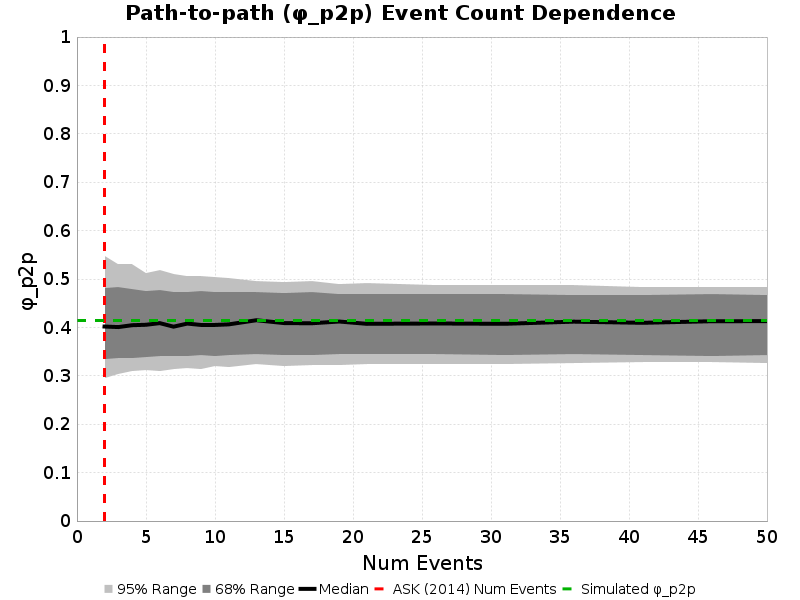 Path-to-path (φ_p2p) Event Count Dependence
φ_p2p
1
0.9
0.8
0.7
0.6
0.5
0.4
0.3
0.2
0.1
0
0 5 10 15 20 25 30 35 40 45 50
Num Events
95% Range 68% Range Median ASK (2014) Num Events Simulated φ_p2p